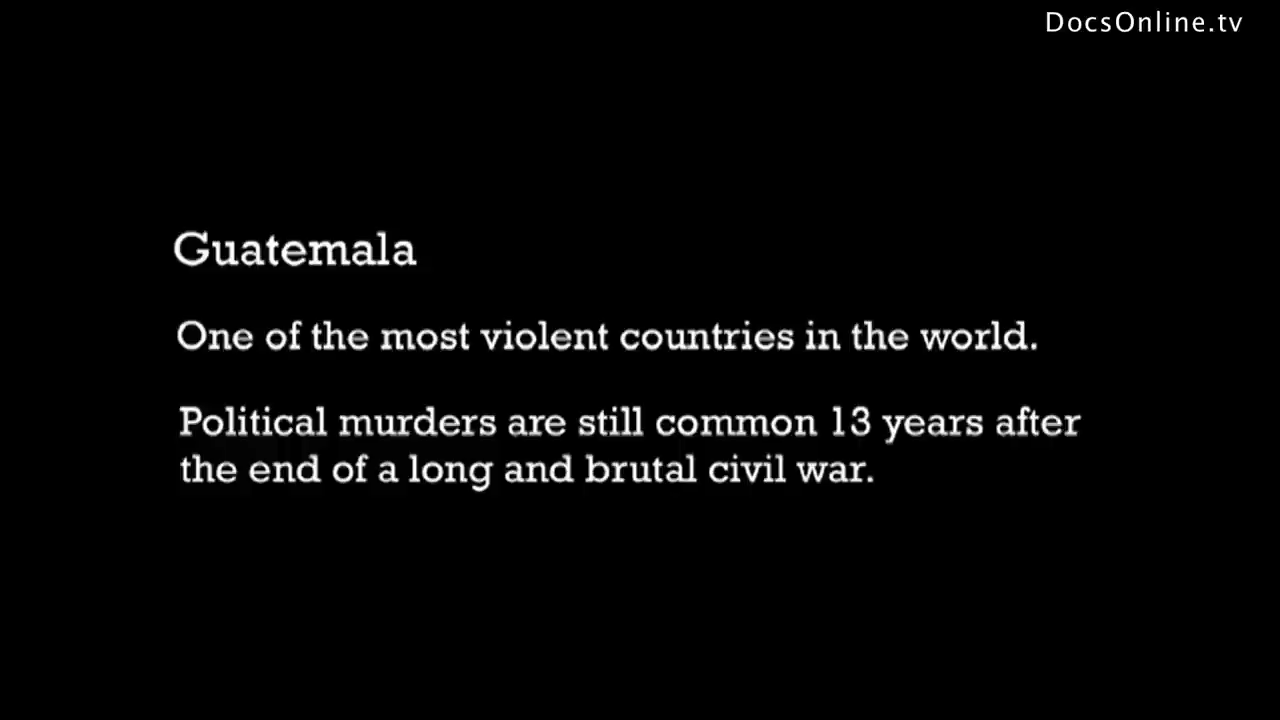 DocsOnline.tv
Guatemala
One of the most violent countries in the world.
Political murders are still common 13 years after
the end of a long and brutal civil war.